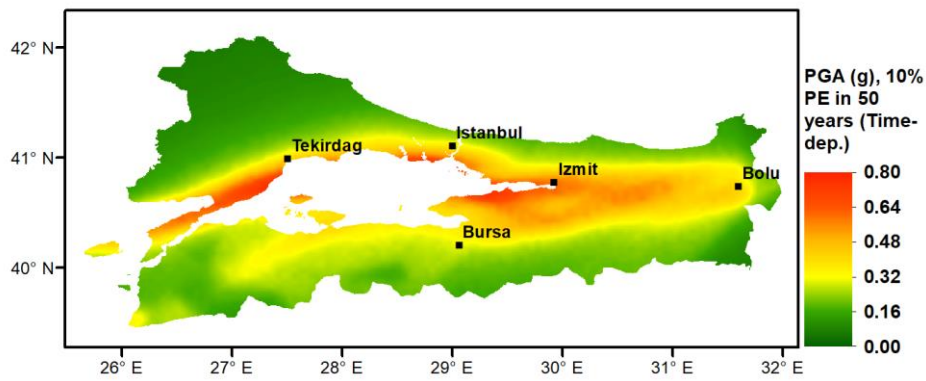 42° N
41° N
40° N
Istanbul
Tekirdag
Izmit
Bolu
Bursa
26° E
27° E
28° E
29° E
30° E
31° E
32° E
PGA (g), 10%
PE in 50
years (Time-
dep.)
0.80
0.64
0.48
0.32
0.16
0.00